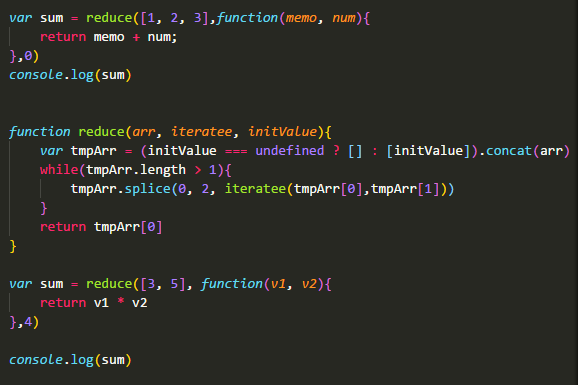 var sum = reduce([1, 2, 3],function(memo, num){
    return memo + num;
},0)
console.log(sum)
function reduce(arr, iteratee, initValue){
    var tmpArr = (initValue === undefined ? [] : [initValue]).concat(arr)
    while(tmpArr.length > 1){
        tmpArr.splice(0, 2, iteratee(tmpArr[0],tmpArr[1]))
    }
    return tmpArr[0]
}
var sum = reduce([3, 5], function(v1, v2){
    return v1 * v2
},4)
console.log(sum)